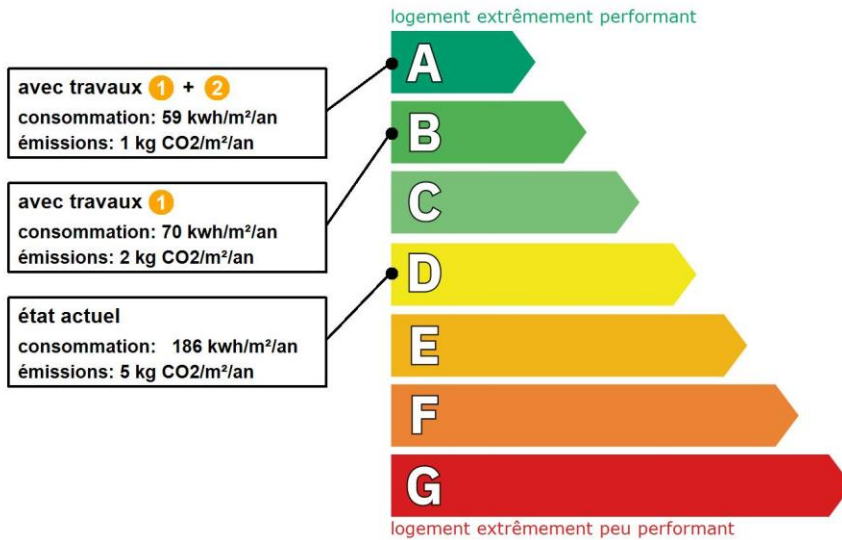 logement extrêmement performant
avec travaux 1 + 2
consommation: 59 kwh/m²/an
émissions: 1 kg CO2/m²/an
avec travaux 1
consommation: 70 kwh/m²/an
émissions: 2 kg CO2/m²/an
état actuel
consommation: 186 kwh/m²/an
émissions: 5 kg CO2/m²/an
A
B
C
D
E
F
G
logement extrêmement peu performant